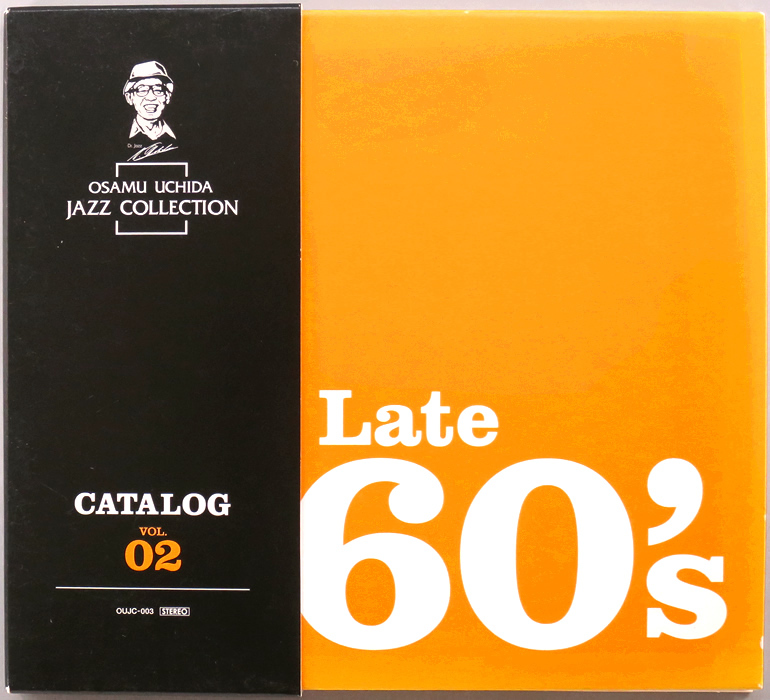 Dr. Jazz
OSAMU UCHIDA
JAZZ COLLECTION
CATALOG
VOL.
02
OUJC-003 STEREO
Late
60's